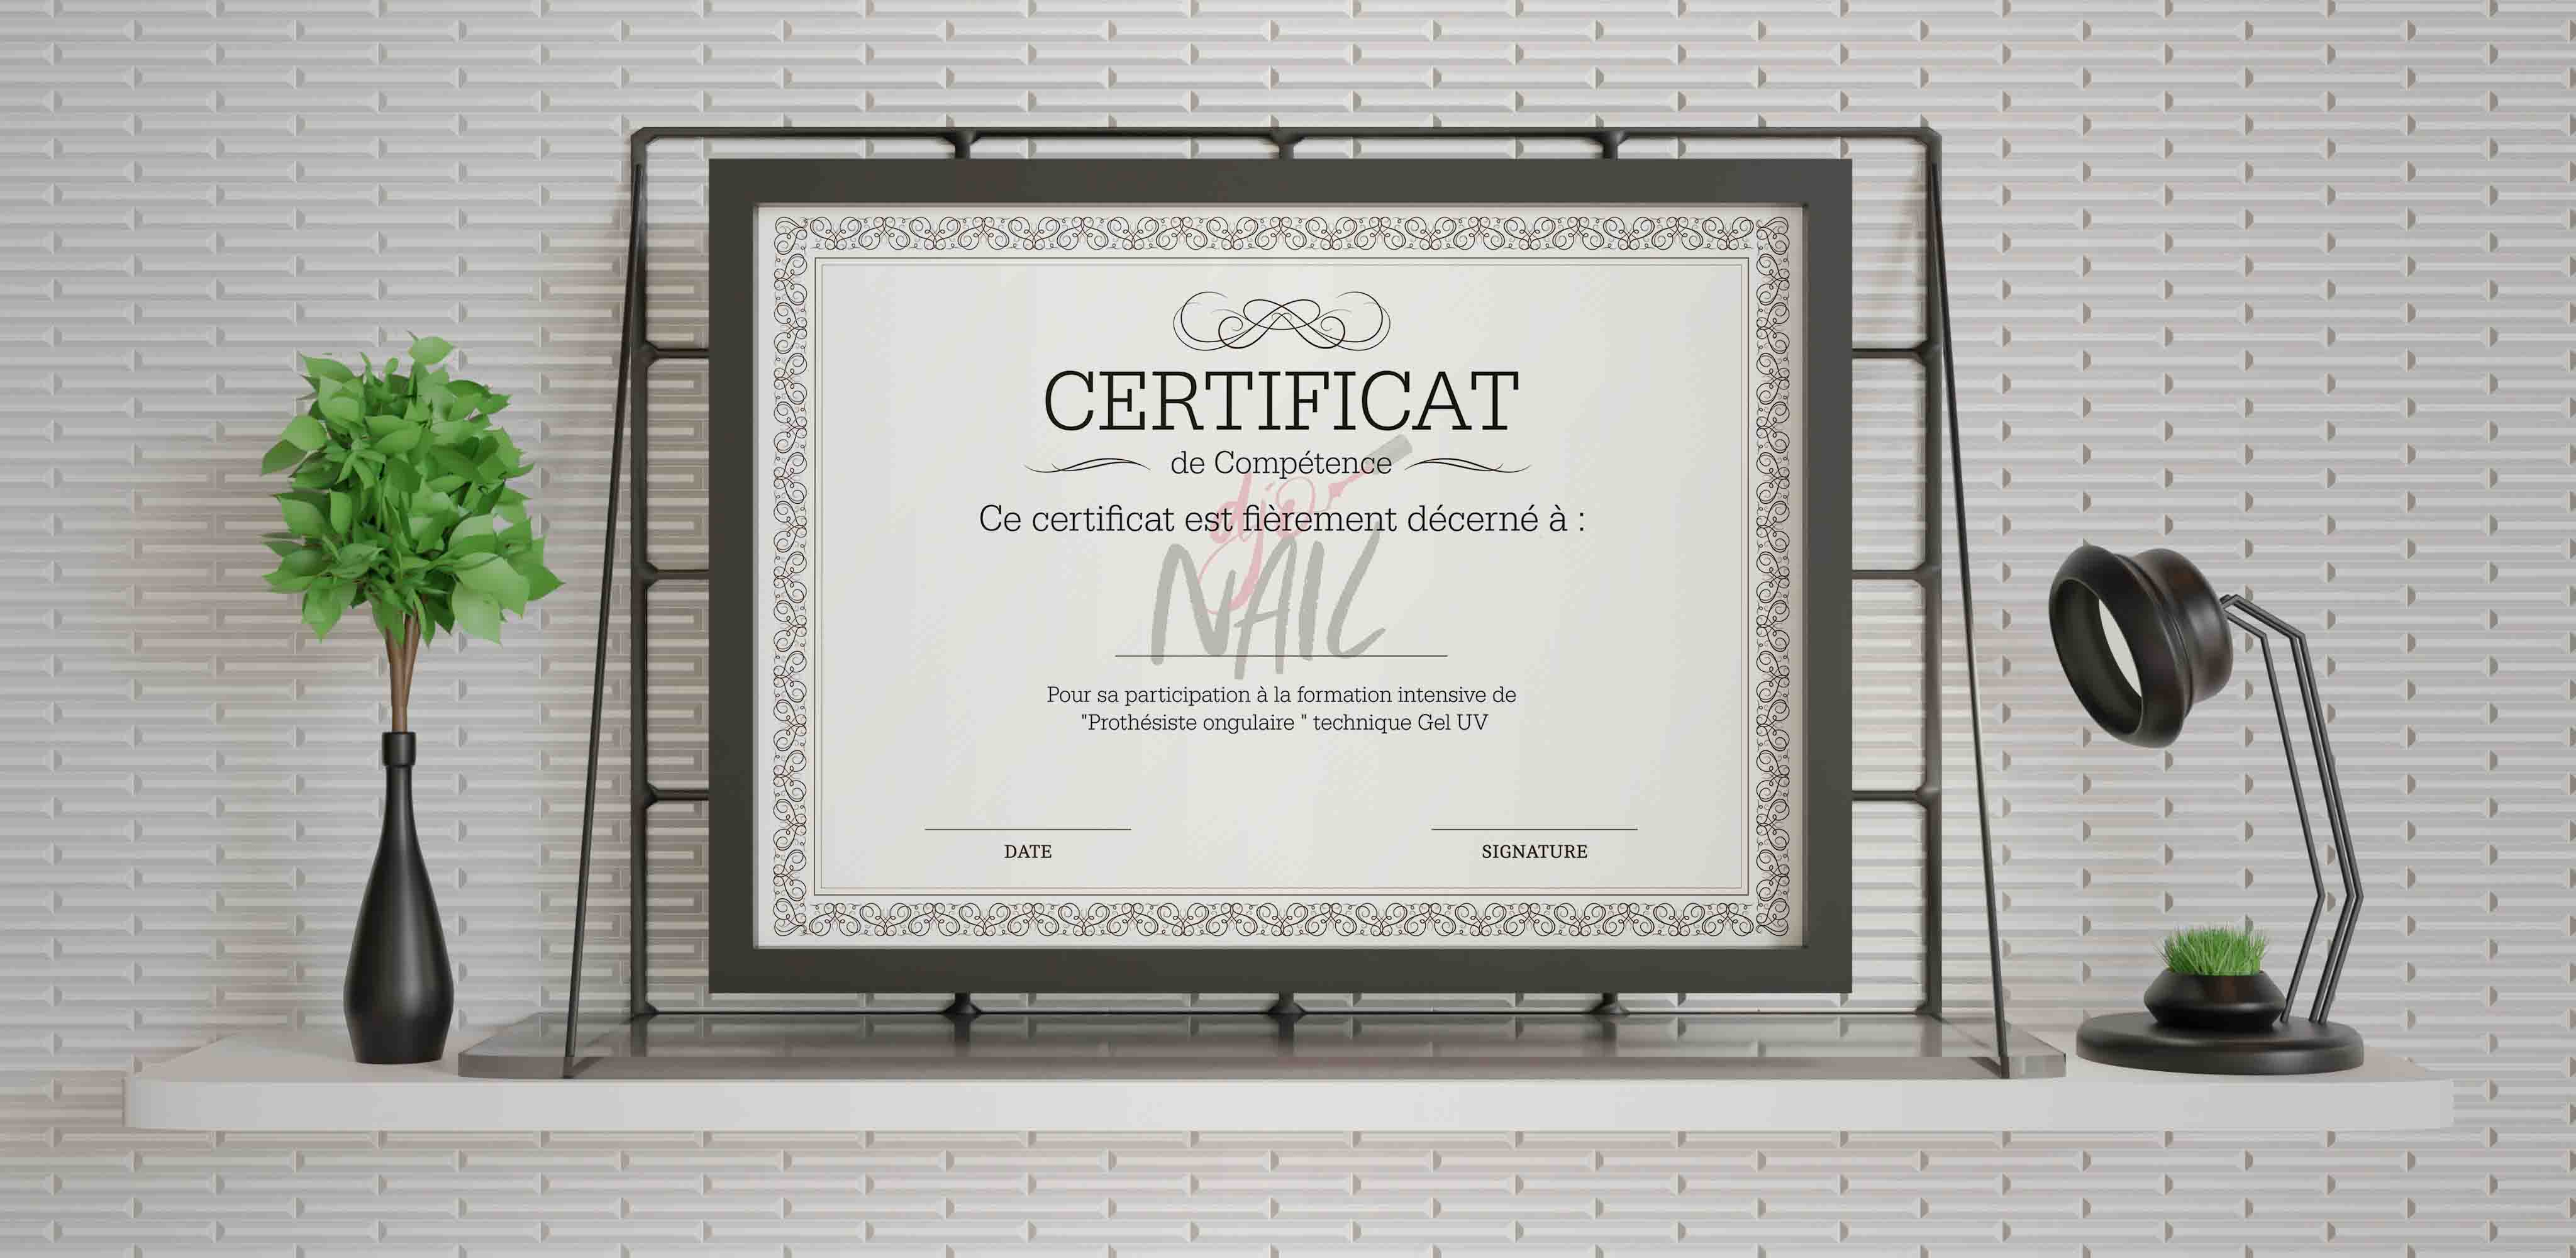 CERTIFICAT
de Compétence
Ce certificat est fièrement décerné à :
NAIL
Pour sa participation à la formation intensive de
"Prothésiste ongulaire " technique Gel UV
DATE
SIGNATURE